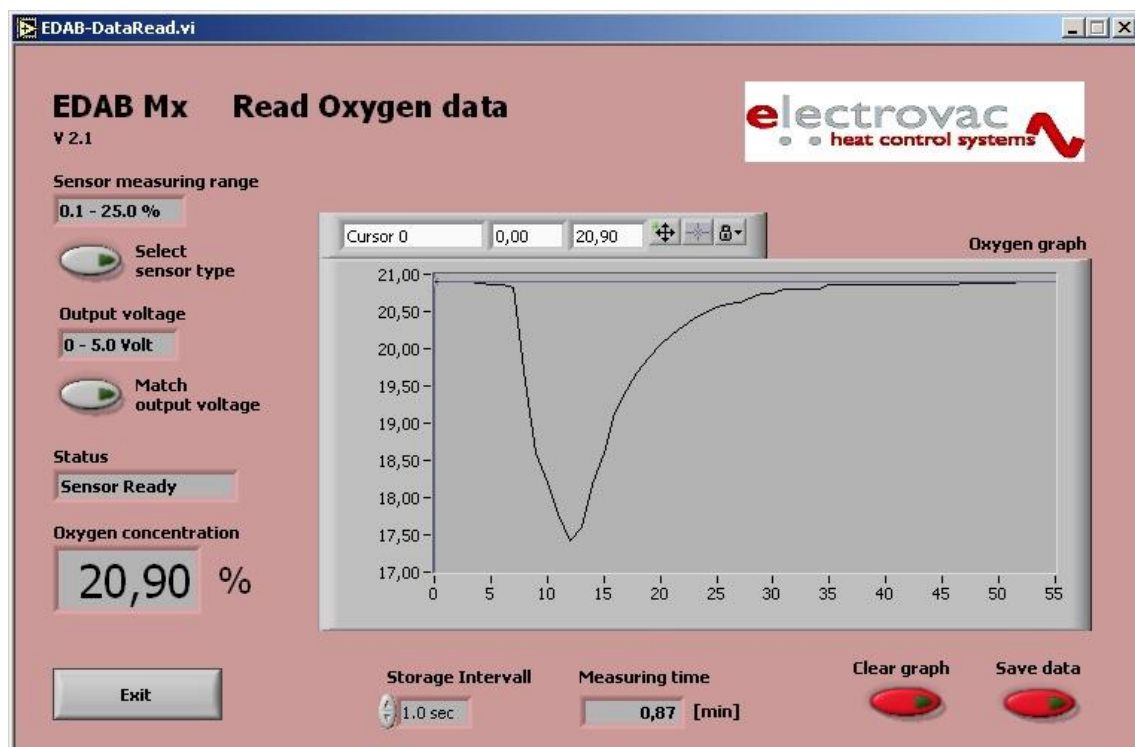 EDAB-DataRead.vi
EDAB Mx Read Oxygen data
V 2.1
electrovac
heat control systems
Sensor measuring range
0.1 - 25.0 %
Select
sensor type
Output voltage
0 - 5.0 Volt
Match
output voltage
Status
Sensor Ready
Oxygen concentration
20,90 %
Exit
Cursor 0 0,00 20,90
Oxygen graph
21,00
20,50
20,00
19,50
19,00
18,50
18,00
17,50
17,00
0 5 10 15 20 25 30 35 40 45 50 55
Storage Intervall
1.0 sec
Measuring time
0,87 [min]
Clear graph
Save data